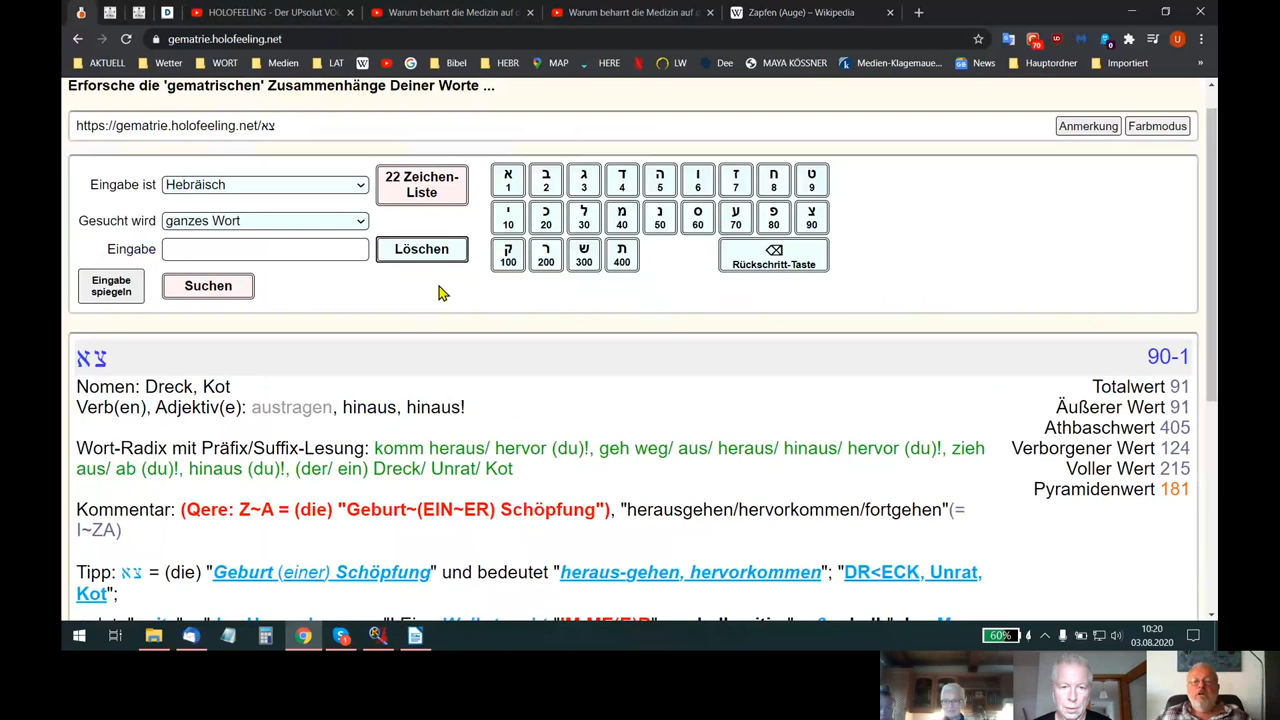 HOLOFEELING - Der UPsolut VOL
Warum beharrt die Medizin auf d
Warum beharrt die Medizin auf d
Zapfen (Auge) – Wikipedia
gematrie.holofeeling.net
AKTUELL Wetter WORT Medien LAT Bibel HEBR MAP HERE LW Dee MAYA KÖSSNER Medien-Klagemaue... News Hauptordner Importiert
Erforsche die 'gematrischen' Zusammenhänge Deiner Worte ...
https://gematrie.holofeeling.net/צא
Anmerkung
Farbmodus
Eingabe ist Hebräisch
22 Zeichen-
Liste
Gesucht wird ganzes Wort
Eingabe
Löschen
Eingabe
spiegeln
Suchen
א ב ג ד ה ו ז ח ט
1 2 3 4 5 6 7 8 9
י כ ל מ נ ס ע פ צ
10 20 30 40 50 60 70 80 90
ק ר ש ת
100 200 300 400
Rückschritt-Taste
צא
90-1
Nomen: Dreck, Kot
Verb(en), Adjektiv(e): austragen, hinaus, hinaus!
Wort-Radix mit Präfix/Suffix-Lesung: komm heraus/ hervor (du)!, geh weg/ aus/ heraus/ hinaus/ hervor (du)!, zieh
aus/ ab (du)!, hinaus (du)!, (der/ ein) Dreck/ Unrat/ Kot
Kommentar: (Qere: Z~A = (die) "Geburt~(EIN~ER) Schöpfung"), "herausgehen/hervorkommen/fortgehen"(=
I~ZA)
Tipp: צא = (die) "Geburt (einer) Schöpfung" und bedeutet "heraus-gehen, hervorkommen"; "DR<ECK, Unrat,
Kot";
Totalwert 91
Äußerer Wert 91
Athbaschwert 405
Verborgener Wert 124
Voller Wert 215
Pyramidenwert 181
60%
10:20
03.08.2020